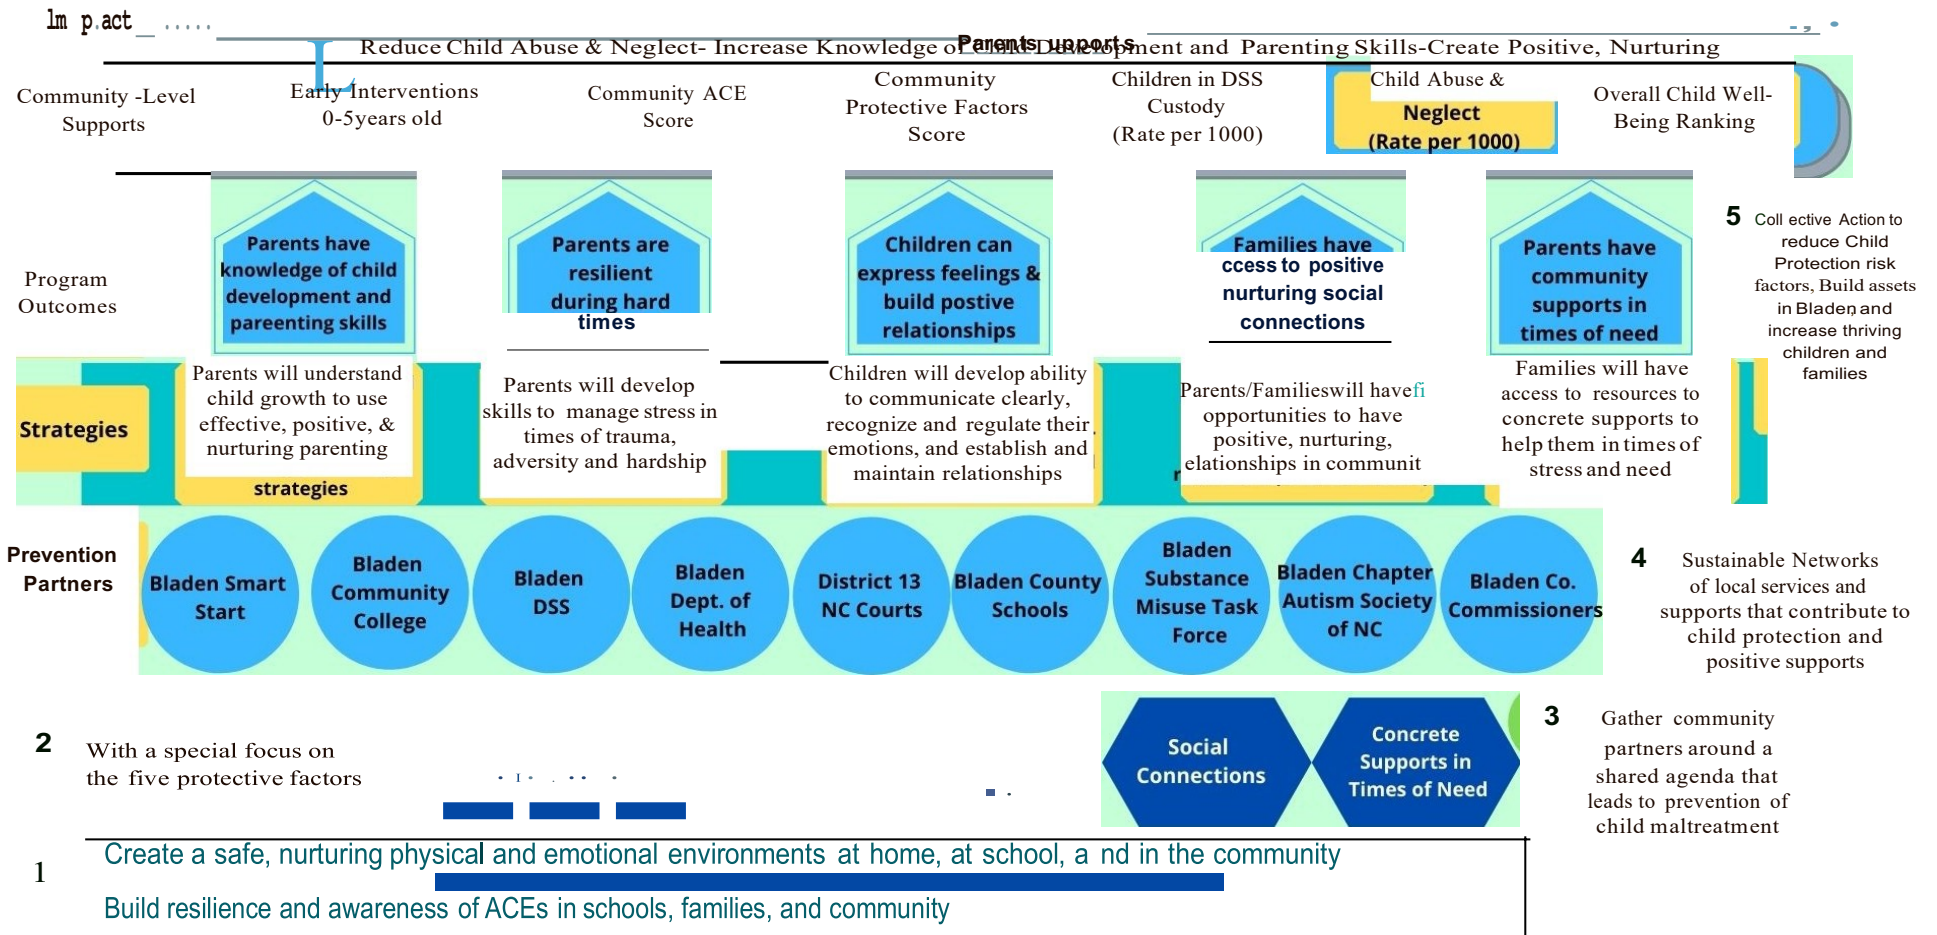 lm p.act_ .....
Parents upports
Reduce Child Abuse & Neglect- Increase Knowledge of Child Development and Parenting Skills-Create Positive, Nurturing
Community -Level
Supports
Early Interventions
0-5years old
Community ACE
Score
Community
Protective Factors
Score
Children in DSS
Custody
(Rate per 1000)
Child Abuse &
Neglect
(Rate per 1000)
Overall Child Well-
Being Ranking
Program
Outcomes
Parents have
knowledge of child
development and
pareenting skills
Parents are
resilient
during hard
times
Children can
express feelings &
build postive
relationships
Families have
ccess to positive
nurturing social
connections
Parents have
community
supports in
times of need
5 Coll ective Action to
reduce Child
Protection risk
factors, Build assets
in Bladen, and
increase thriving
children and
families
Strategies
Parents will understand
child growth to use
effective, positive, &
nurturing parenting
strategies
Parents will develop
skills to manage stress in
times of trauma,
adversity and hardship
Children will develop ability
to communicate clearly,
recognize and regulate their
emotions, and establish and
maintain relationships
Parents/Familieswill havefi
opportunities to have
positive, nurturing,
elationships in communit
r
Families will have
access to resources to
concrete supports to
help them in times of
stress and need
Prevention
Partners
Bladen Smart
Start
Bladen
Community
College
Bladen
DSS
Bladen
Dept. of
Health
District 13
NC Courts
Bladen County
Schools
Bladen
Substance
Misuse Task
Force
Bladen Chapter
Autism Society
of NC
Bladen Co.
Commissioners
4 Sustainable Networks
of local services and
supports that contribute to
child protection and
positive supports
2 With a special focus on
the five protective factors
Social
Connections
Concrete
Supports in
Times of Need
3 Gather community
partners around a
shared agenda that
leads to prevention of
child maltreatment
1
Create a safe, nurturing physical and emotional environments at home, at school, a nd in the community
Build resilience and awareness of ACEs in schools, families, and community